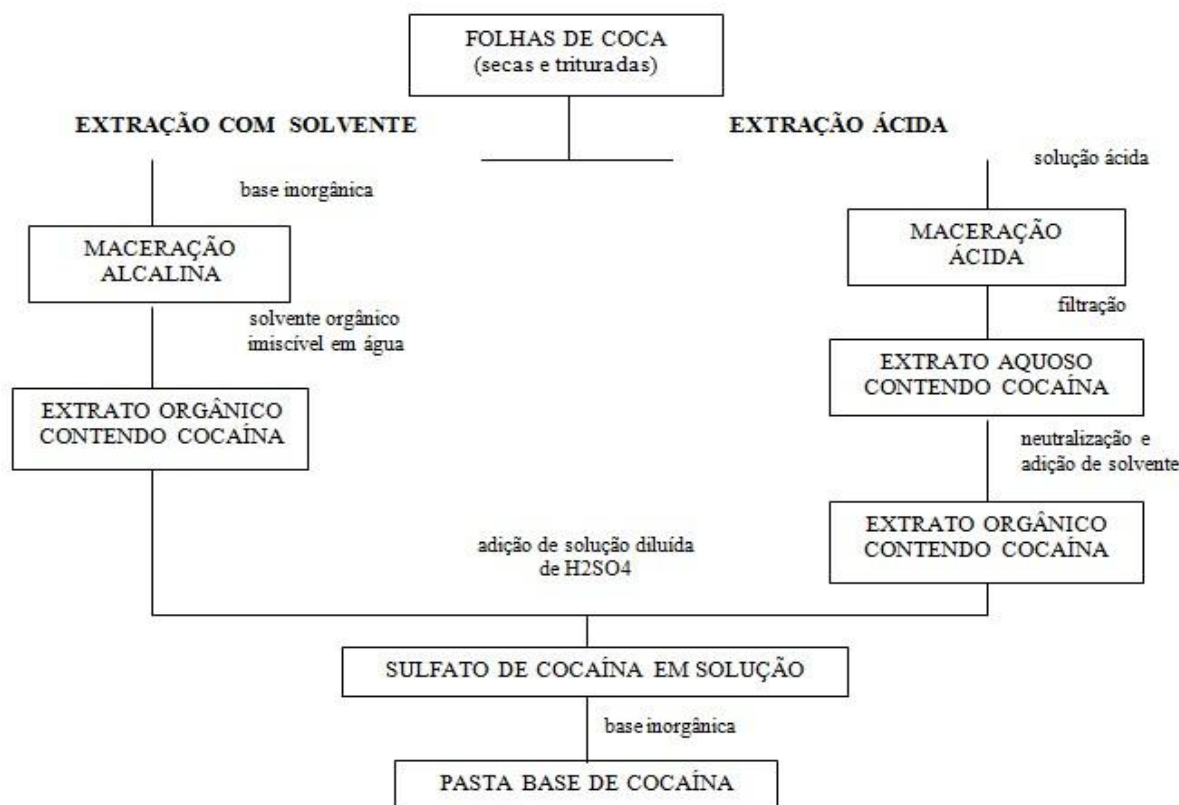 FOLHAS DE COCA
(secas e trituradas)
EXTRAÇÃO COM SOLVENTE
EXTRAÇÃO ÁCIDA
base inorgânica
solução ácida
MACERAÇÃO
ALCALINA
MACERAÇÃO
ÁCIDA
solvente orgânico
imiscível em água
filtração
EXTRATO ORGÂNICO
CONTENDO COCAÍNA
EXTRATO AQUOSO
CONTENDO COCAÍNA
neutralização e
adição de solvente
EXTRATO ORGÂNICO
CONTENDO COCAÍNA
adição de solução diluída
de H2SO4
SULFATO DE COCAÍNA EM SOLUÇÃO
base inorgânica
PASTA BASE DE COCAÍNA